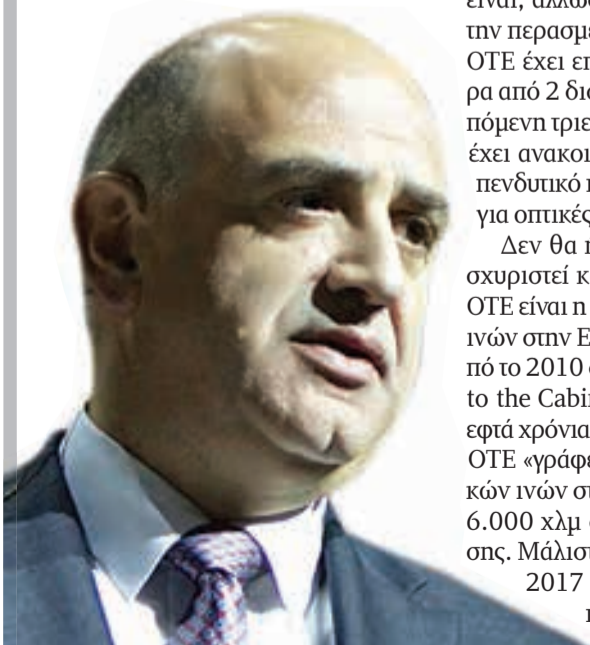 είναι, άλλωσ
την περασμέ
ΟΤΕ έχει επ
ρα από 2 δισ
πόμενη τριε
έχει ανακοι
πενδυτικό π
για οπτικές
Δεν θα
σχυριστεί κ
ΟΤΕ είναι η
ινών στην Ε
πό το 2010
to the Cabi
εφτά χρόνια
ΟΤΕ «γράφε
κών ινών στ
6.000 χλμ
σης. Μάλιστ
2017